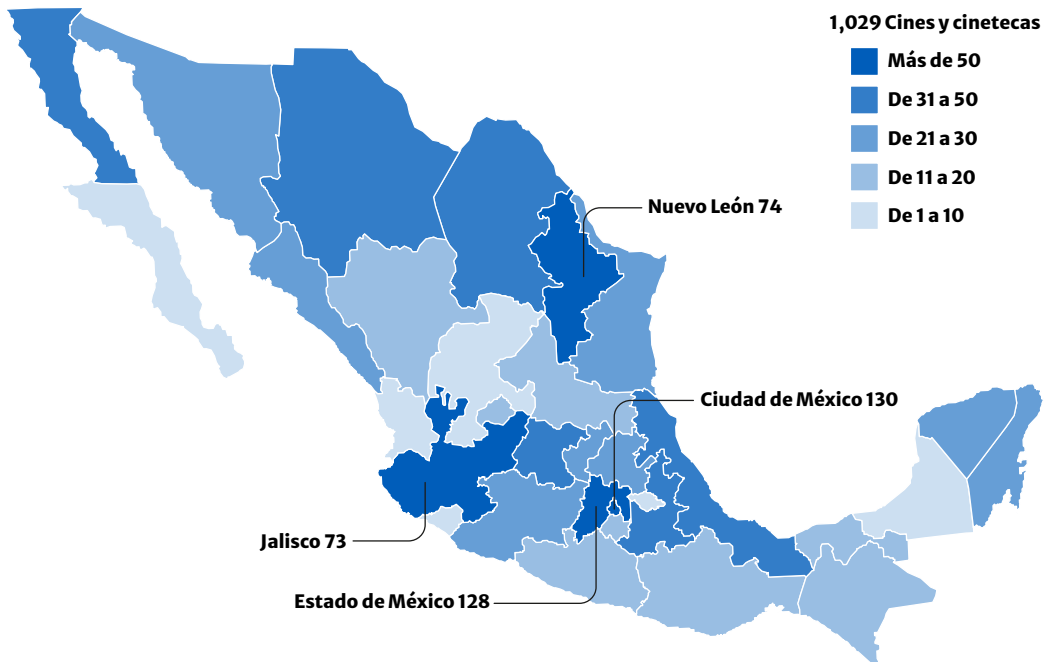 1,029 Cines y cinetecas
Más de 50
De 31 a 50
De 21 a 30
De 11 a 20
De 1 a 10
Nuevo León 74
Ciudad de México 130
Jalisco 73
Estado de México 128